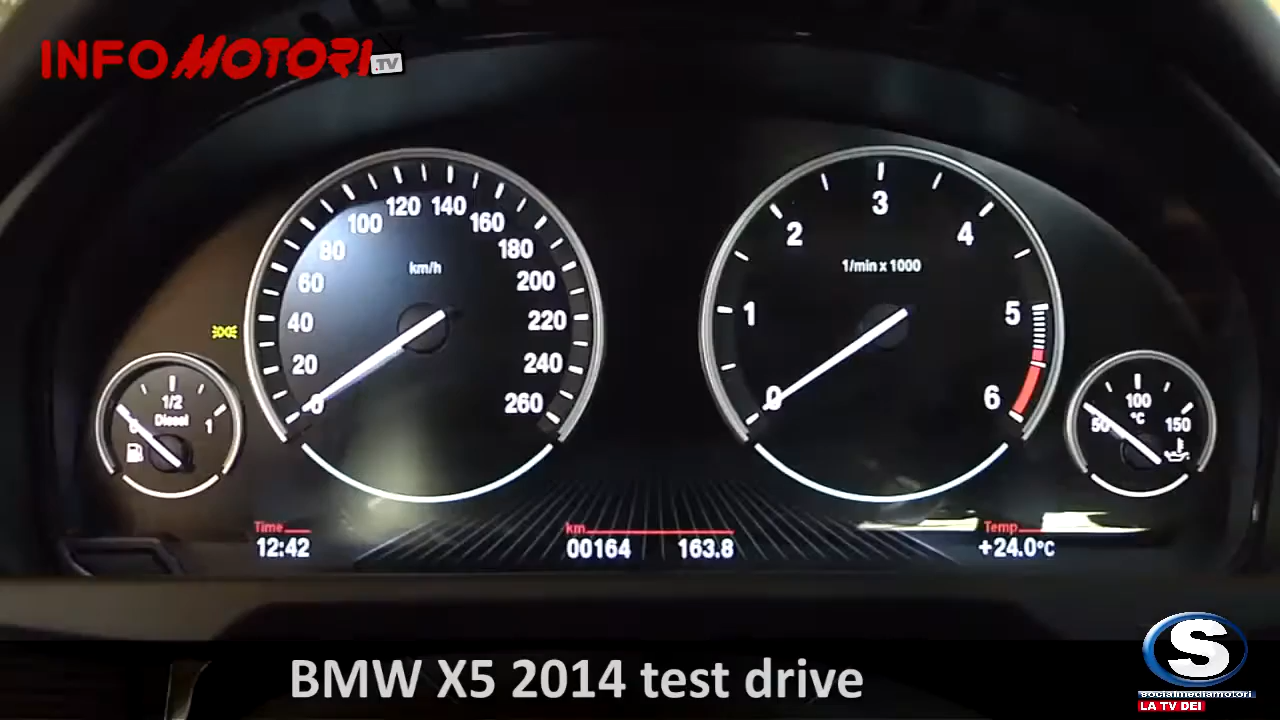 INFOMOTORI.TV
120 140
100 160
80 180
60 200
40 220
20 240
0 260
km/h
3
2 4
1/min x 1000
1 5
0 6
1/2
Diesel
0 1
100
°C
50 150
Time
12:42
km
00164 163.8
Temp
+24.0°C
BMW X5 2014 test drive
S
socialmediamotori
LA TV DEI